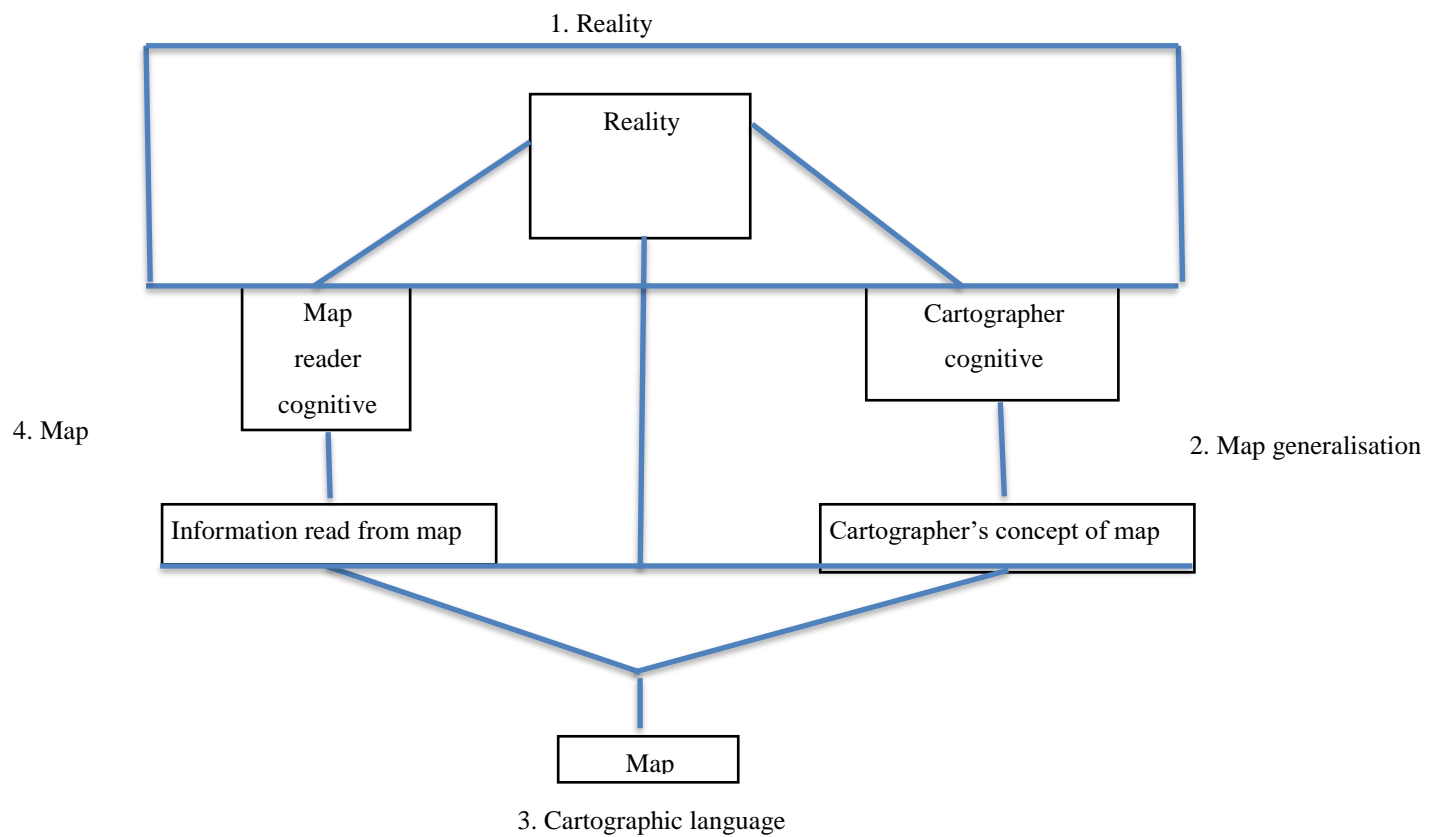 1. Reality
Reality
Map
reader
cognitive
Cartographer
cognitive
4. Map
2. Map generalisation
Information read from map
Cartographer’s concept of map
Map
3. Cartographic language